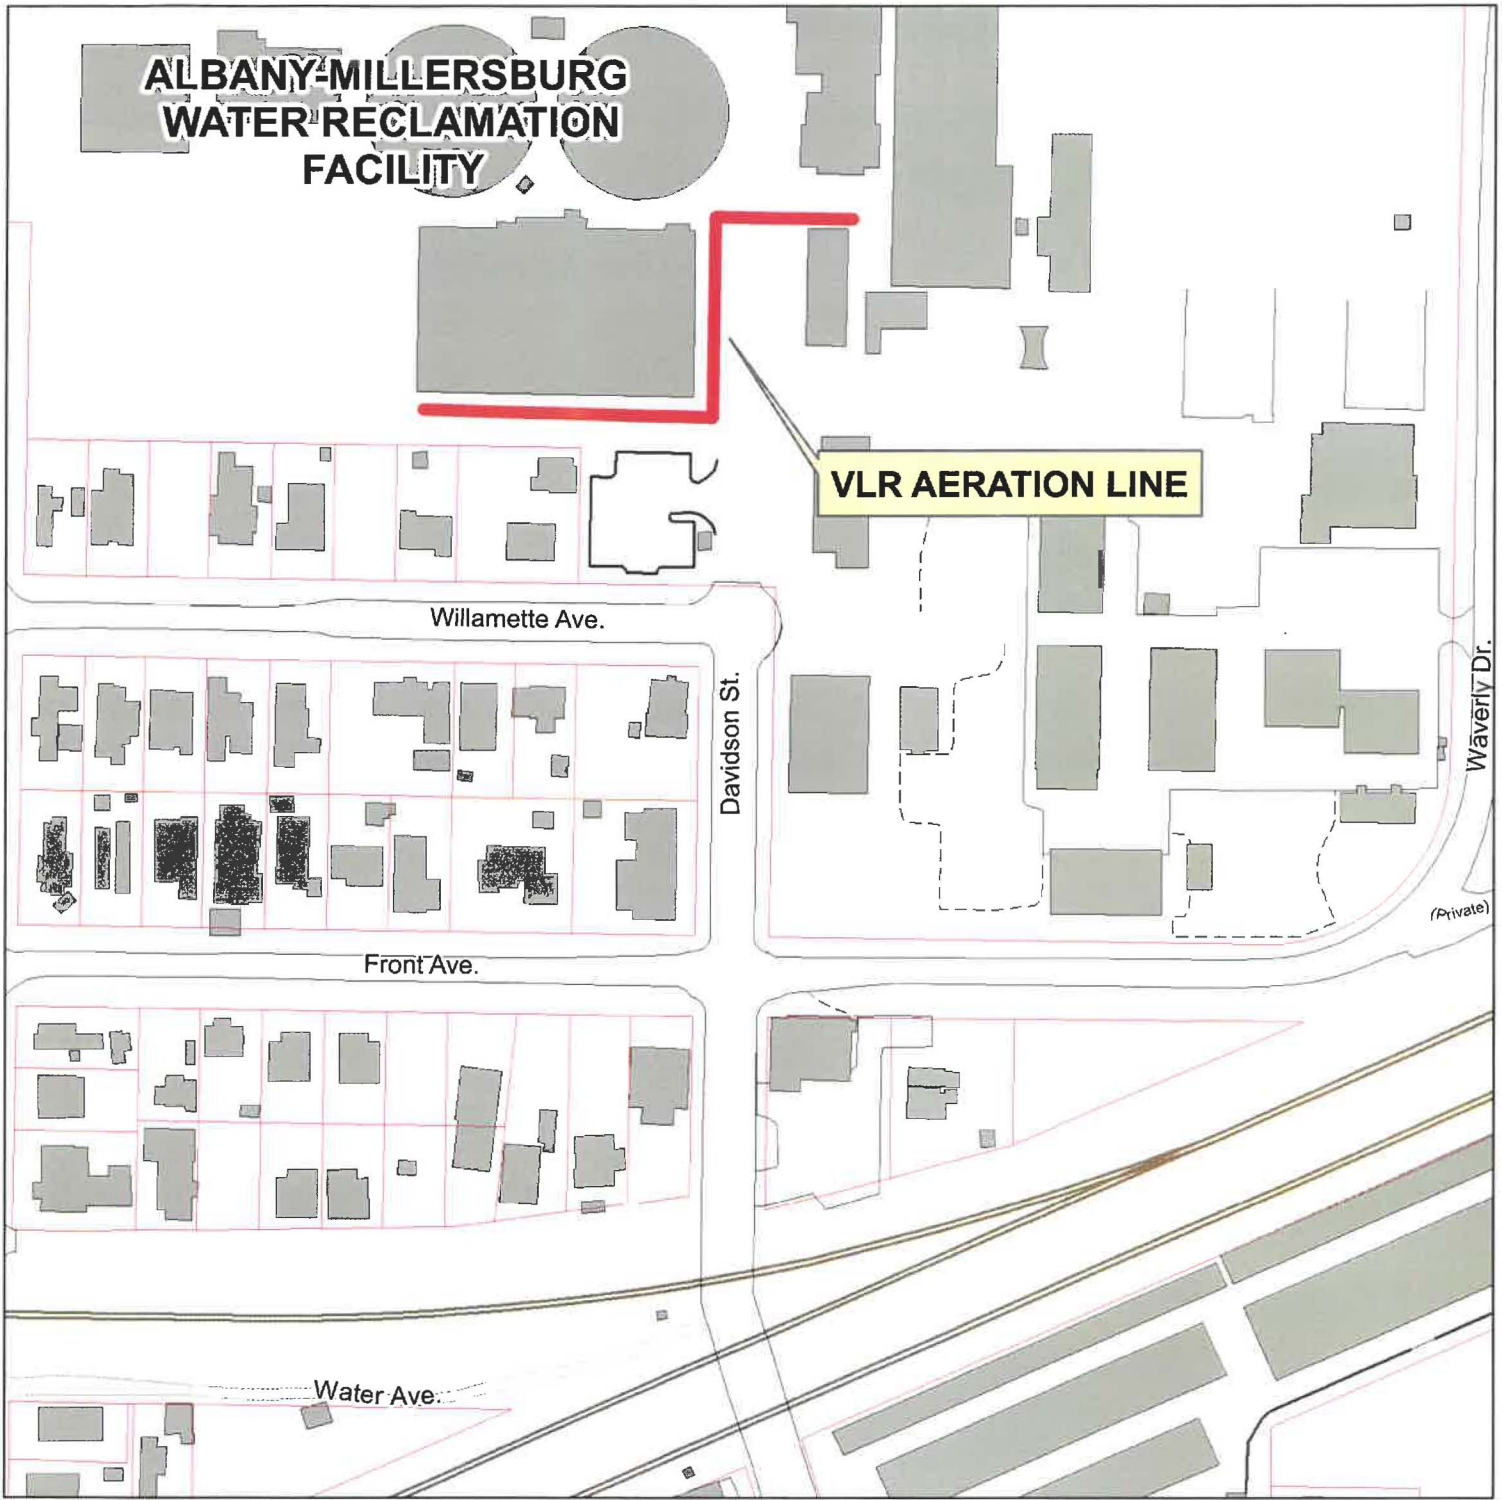 ALBANY-MILLERSBURG
WATER RECLAMATION
FACILITY
VLR AERATION LINE
Willamette Ave.
Davidson St.
Waverly Dr.
(Private)
Front Ave.
Water Ave.